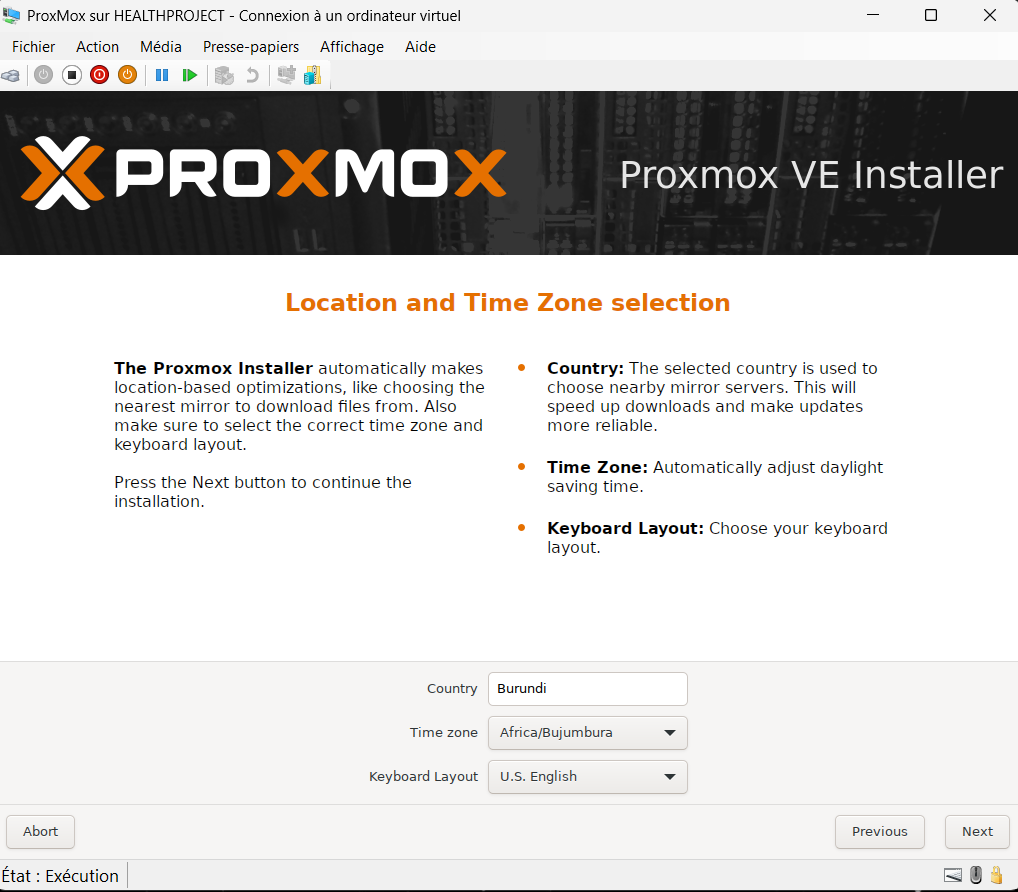 ProxMox sur HEALTHPROJECT - Connexion à un ordinateur virtuel
Fichier Action Média Presse-papiers Affichage Aide
PROXMOX
Proxmox VE Installer
Location and Time Zone selection
The Proxmox Installer automatically makes
location-based optimizations, like choosing the
nearest mirror to download files from. Also
make sure to select the correct time zone and
keyboard layout.
Press the Next button to continue the
installation.
• Country: The selected country is used to
choose nearby mirror servers. This will
speed up downloads and make updates
more reliable.
• Time Zone: Automatically adjust daylight
saving time.
• Keyboard Layout: Choose your keyboard
layout.
Country Burundi
Time zone Africa/Bujumbura
Keyboard Layout U.S. English
Abort Previous Next
État : Exécution